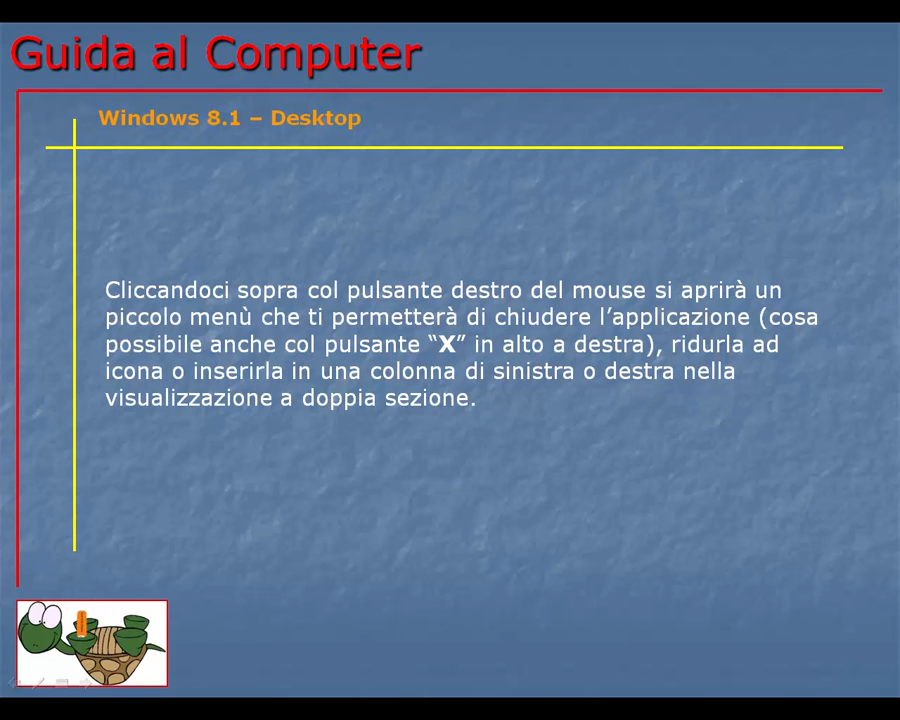 Guida al Computer
Windows 8.1 – Desktop
Cliccandoci sopra col pulsante destro del mouse si aprirà un
piccolo menù che ti permetterà di chiudere l’applicazione (cosa
possibile anche col pulsante “X” in alto a destra), ridurla ad
icona o inserirla in una colonna di sinistra o destra nella
visualizzazione a doppia sezione.